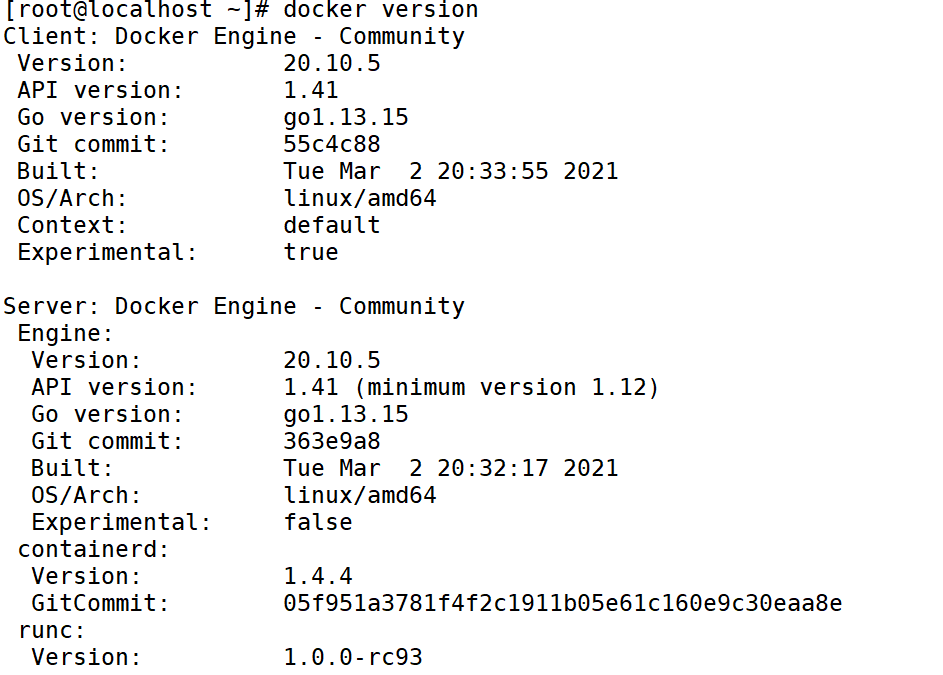 [root@localhost ~]# docker version
Client: Docker Engine - Community
 Version:           20.10.5
 API version:       1.41
 Go version:        go1.13.15
 Git commit:        55c4c88
 Built:             Tue Mar  2 20:33:55 2021
 OS/Arch:           linux/amd64
 Context:           default
 Experimental:      true

Server: Docker Engine - Community
 Engine:
  Version:          20.10.5
  API version:      1.41 (minimum version 1.12)
  Go version:       go1.13.15
  Git commit:       363e9a8
  Built:            Tue Mar  2 20:32:17 2021
  OS/Arch:          linux/amd64
  Experimental:     false
 containerd:
  Version:          1.4.4
  GitCommit:        05f951a3781f4f2c1911b05e61c160e9c30eaa8e
 runc:
  Version:          1.0.0-rc93